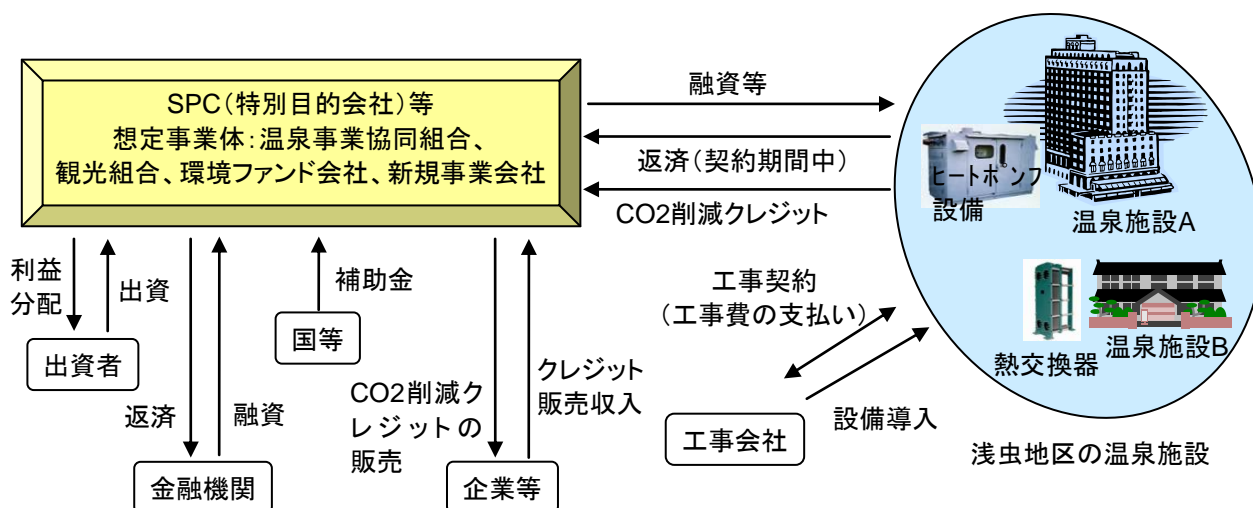 SPC（特別目的会社）等
想定事業体：温泉事業協同組合、
観光組合、環境ファンド会社、新規事業会社
融資等
返済（契約期間中）
CO2削減クレジット
ヒートポンプ
設備
温泉施設A
熱交換器
温泉施設B
浅虫地区の温泉施設
利益
分配
出資
出資者
返済
融資
金融機関
補助金
国等
CO2削減ク
レジットの
販売
クレジット
販売収入
企業等
工事契約
（工事費の支払い）
工事会社
設備導入